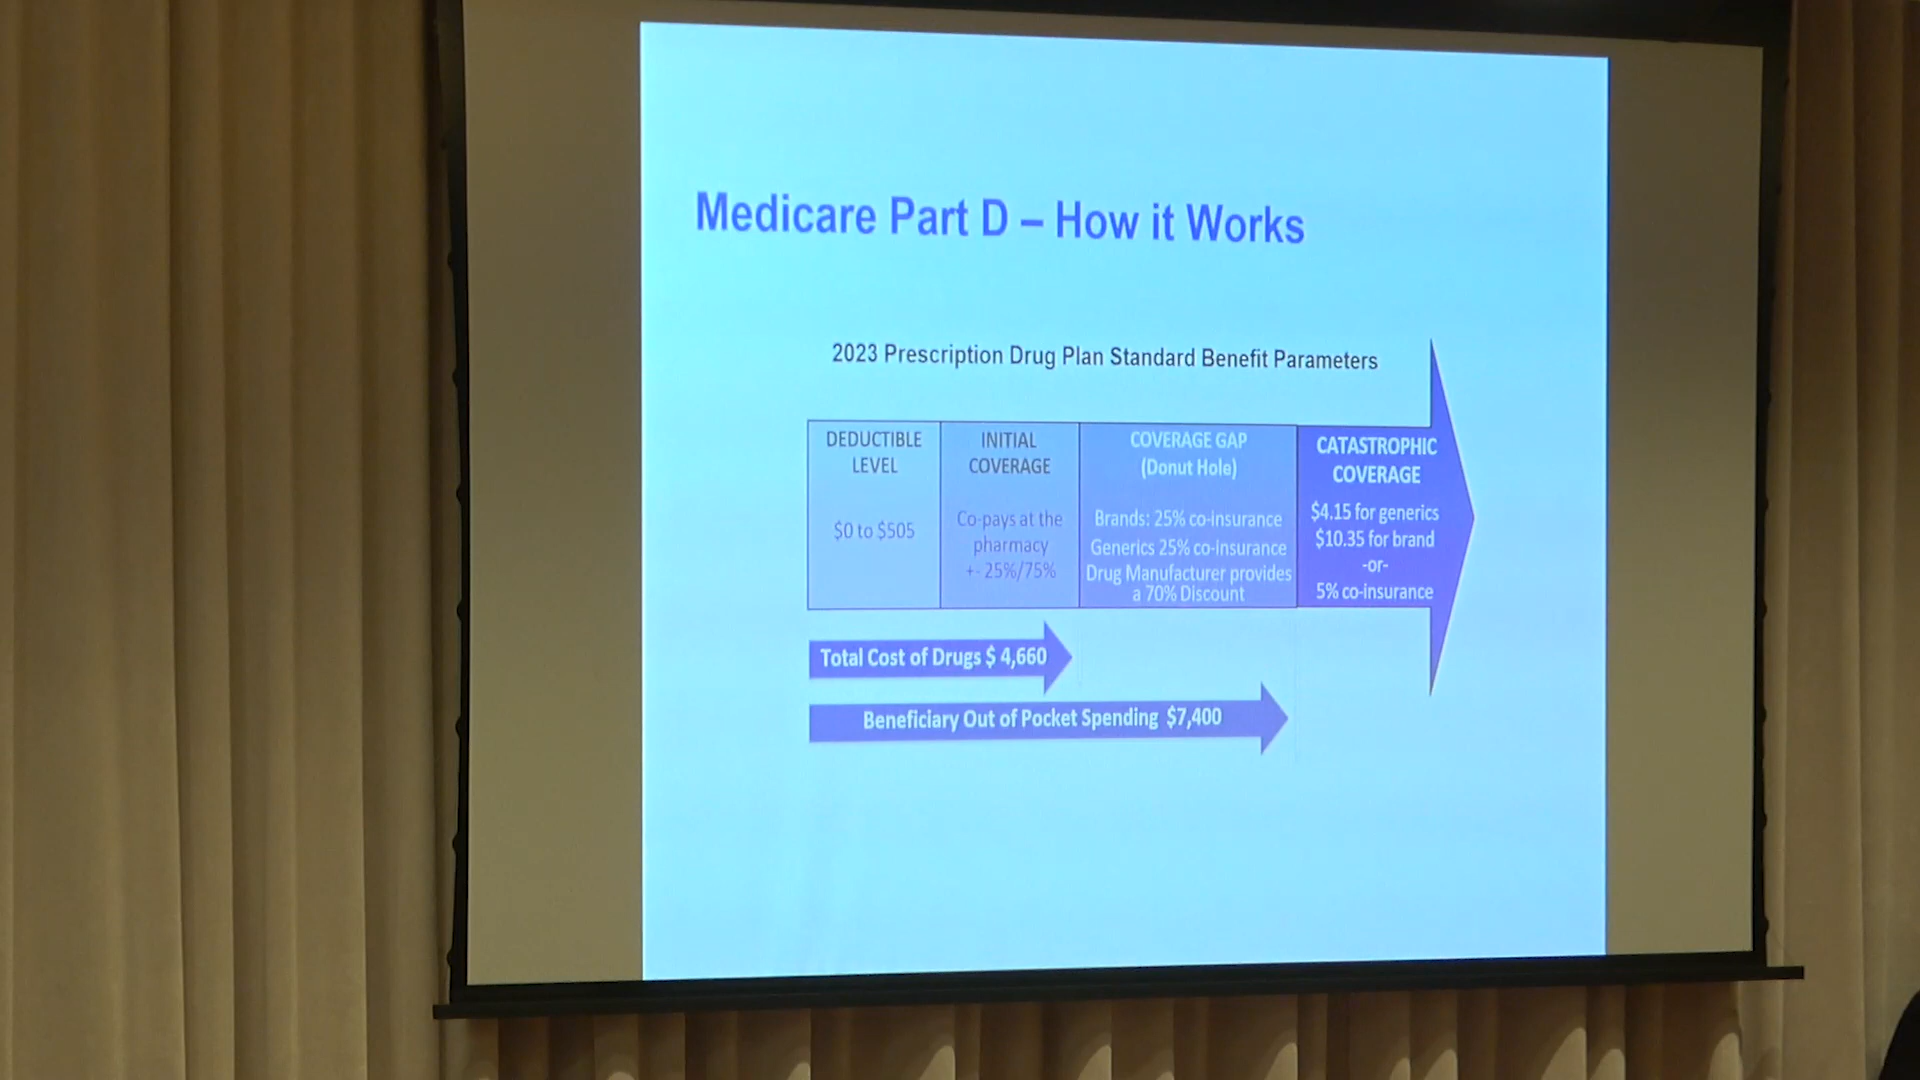 Medicare Part D – How it Works
2023 Prescription Drug Plan Standard Benefit Parameters
DEDUCTIBLE
LEVEL
$0 to $505
INITIAL
COVERAGE
Co-pays at the
pharmacy
+- 25%/75%
COVERAGE GAP
(Donut Hole)
Brands: 25% co-insurance
Generics 25% co-insurance
Drug Manufacturer provides
a 70% Discount
CATASTROPHIC
COVERAGE
$4.15 for generics
$10.35 for brand
-or-
5% co-insurance
Total Cost of Drugs $ 4,660
Beneficiary Out of Pocket Spending $7,400